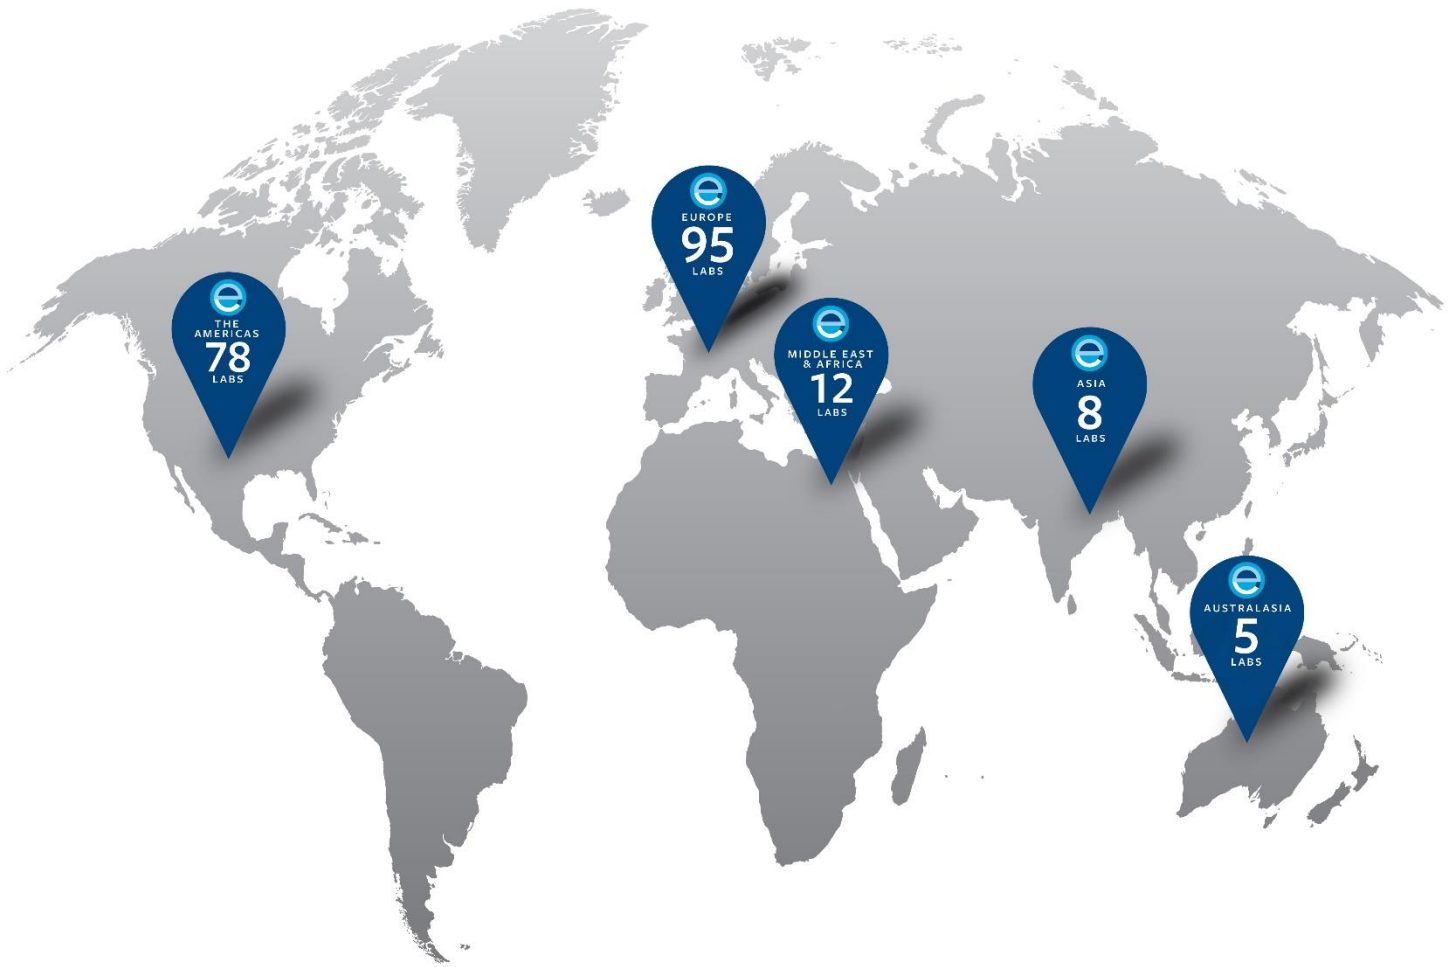 EUROPE
95
LABS
THE
AMERICAS
78
LABS
MIDDLE EAST
& AFRICA
12
LABS
ASIA
8
LABS
AUSTRALASIA
5
LABS